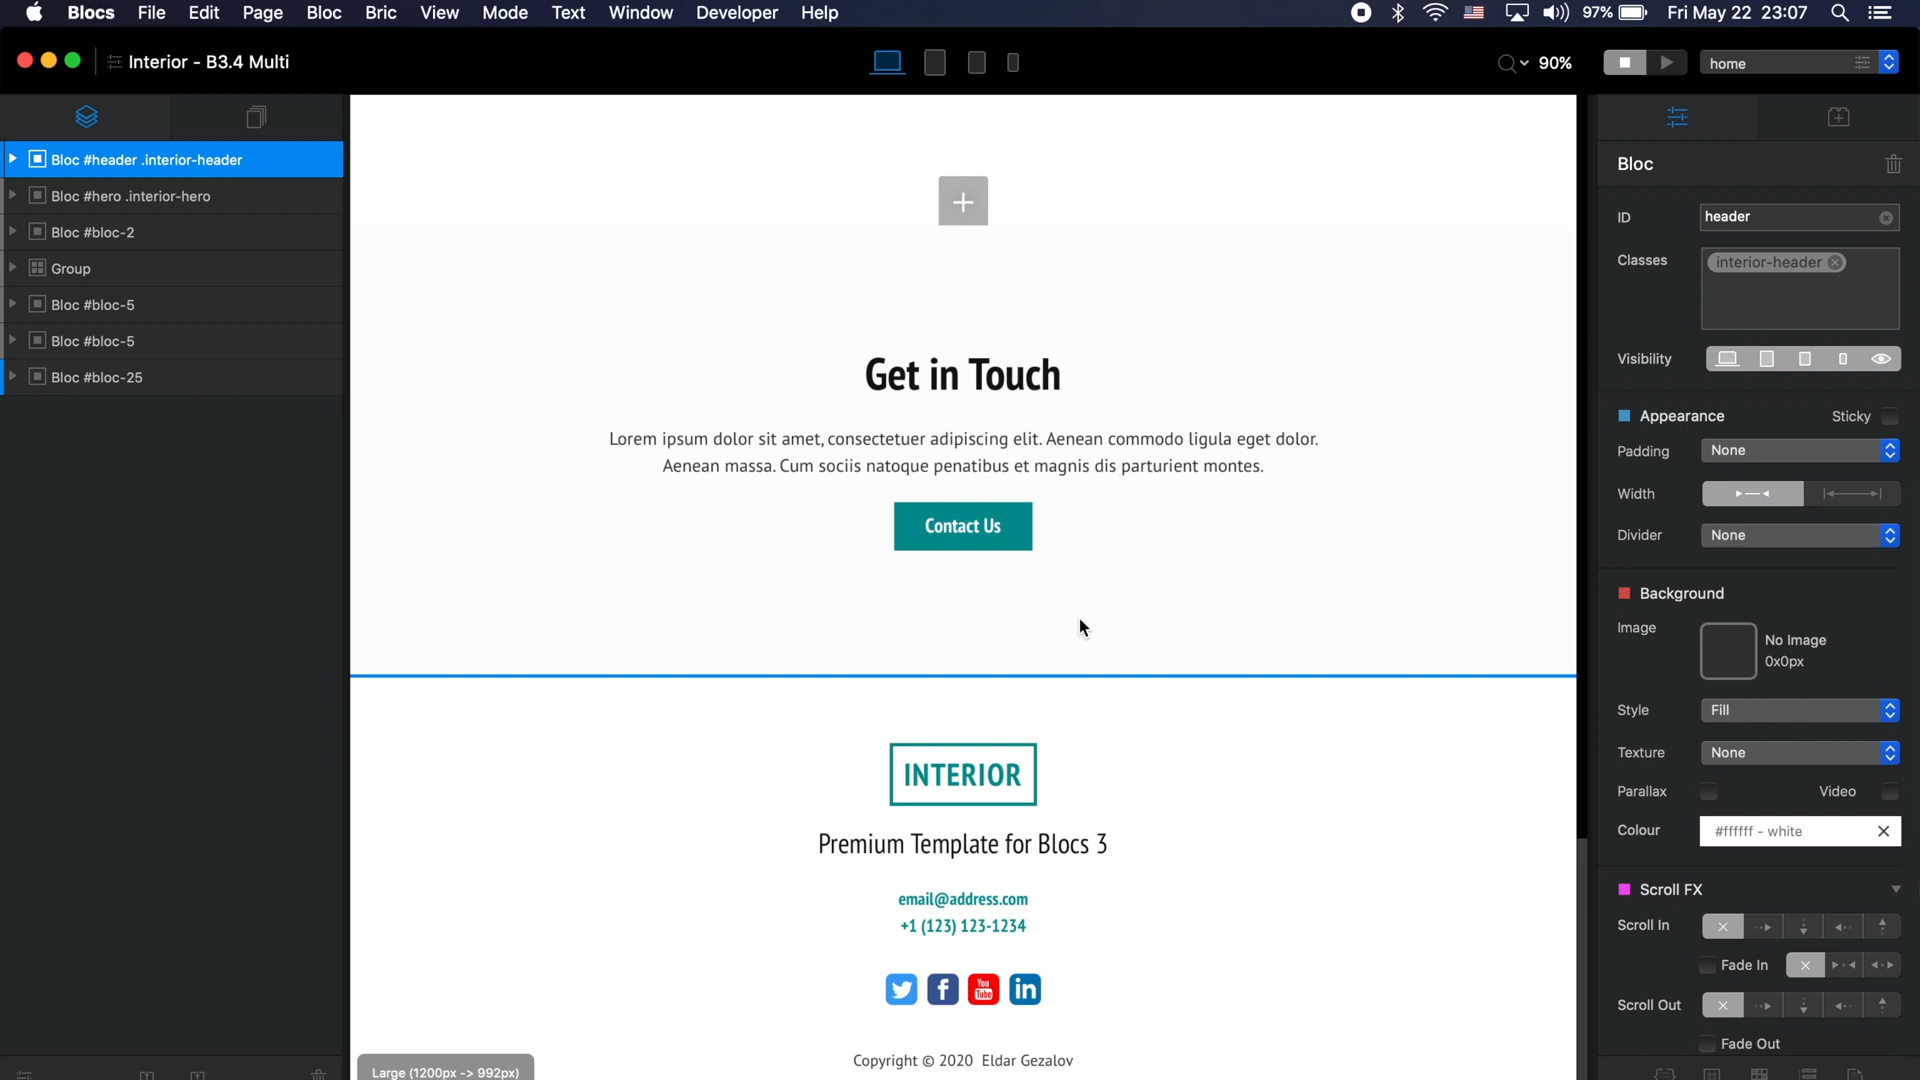 Blocs File Edit Page Bloc Bric View Mode Text Window Developer Help
97% Fri May 22 23:07
Interior - B3.4 Multi
90%
home
Bloc #header .interior-header
Bloc #hero .interior-hero
Bloc #bloc-2
Group
Bloc #bloc-5
Bloc #bloc-5
Bloc #bloc-25
Get in Touch
Lorem ipsum dolor sit amet, consectetuer adipiscing elit. Aenean commodo ligula eget dolor.
Aenean massa. Cum sociis natoque penatibus et magnis dis parturient montes.
Contact Us
INTERIOR
Premium Template for Blocs 3
email@address.com
+1 (123) 123-1234
You
Tube
Copyright © 2020 Eldar Gezalov
Large (1200px -> 992px)
Bloc
ID header
Classes interior-header
Visibility
Appearance Sticky
Padding None
Width
Divider None
Background
Image
No Image
0x0px
Style Fill
Texture None
Parallax Video
Colour #ffffff - white
Scroll FX
Scroll In
Fade In
Scroll Out
Fade Out